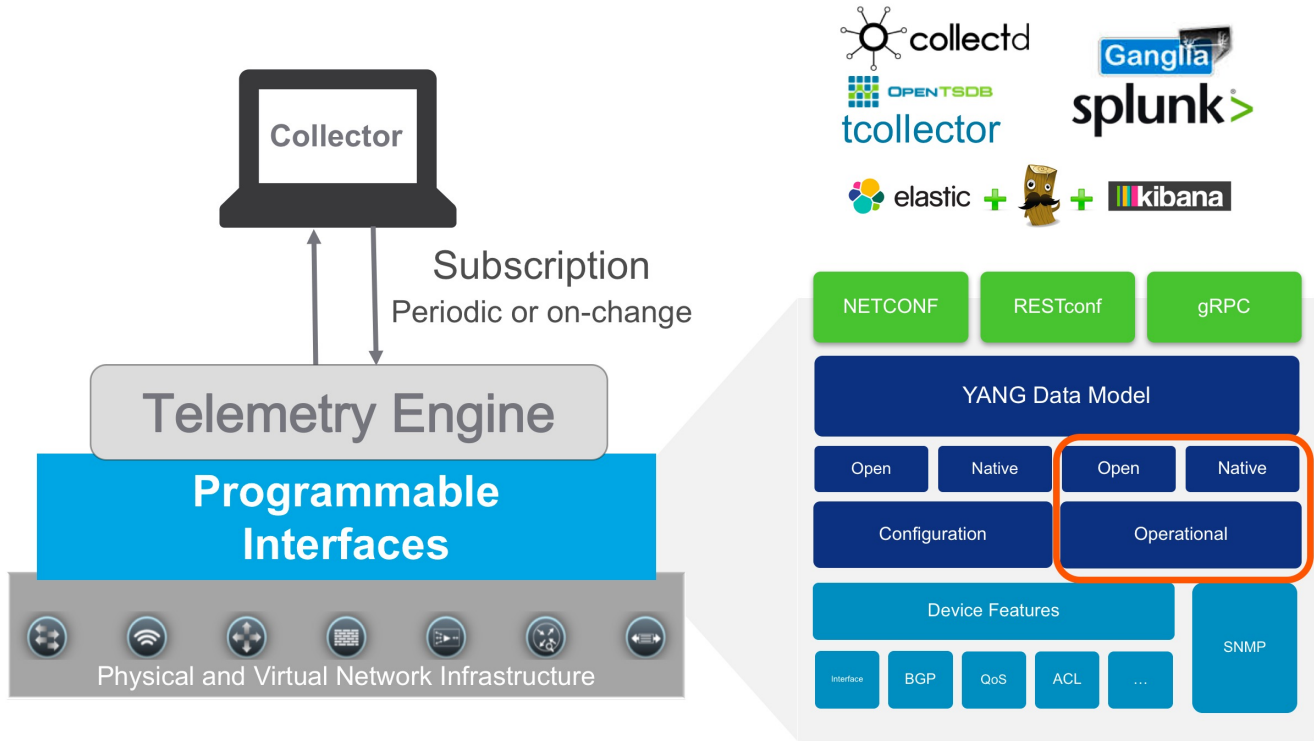 Collector
Subscription
Periodic or on-change
Telemetry Engine
Programmable
Interfaces
Physical and Virtual Network Infrastructure
collectd
Ganglia
OPENTSDB
tcollector
splunk>
elastic + + kibana
NETCONF
RESTconf
gRPC
YANG Data Model
Open
Native
Open
Native
Configuration
Operational
Device Features
SNMP
Interface
BGP
QoS
ACL
...